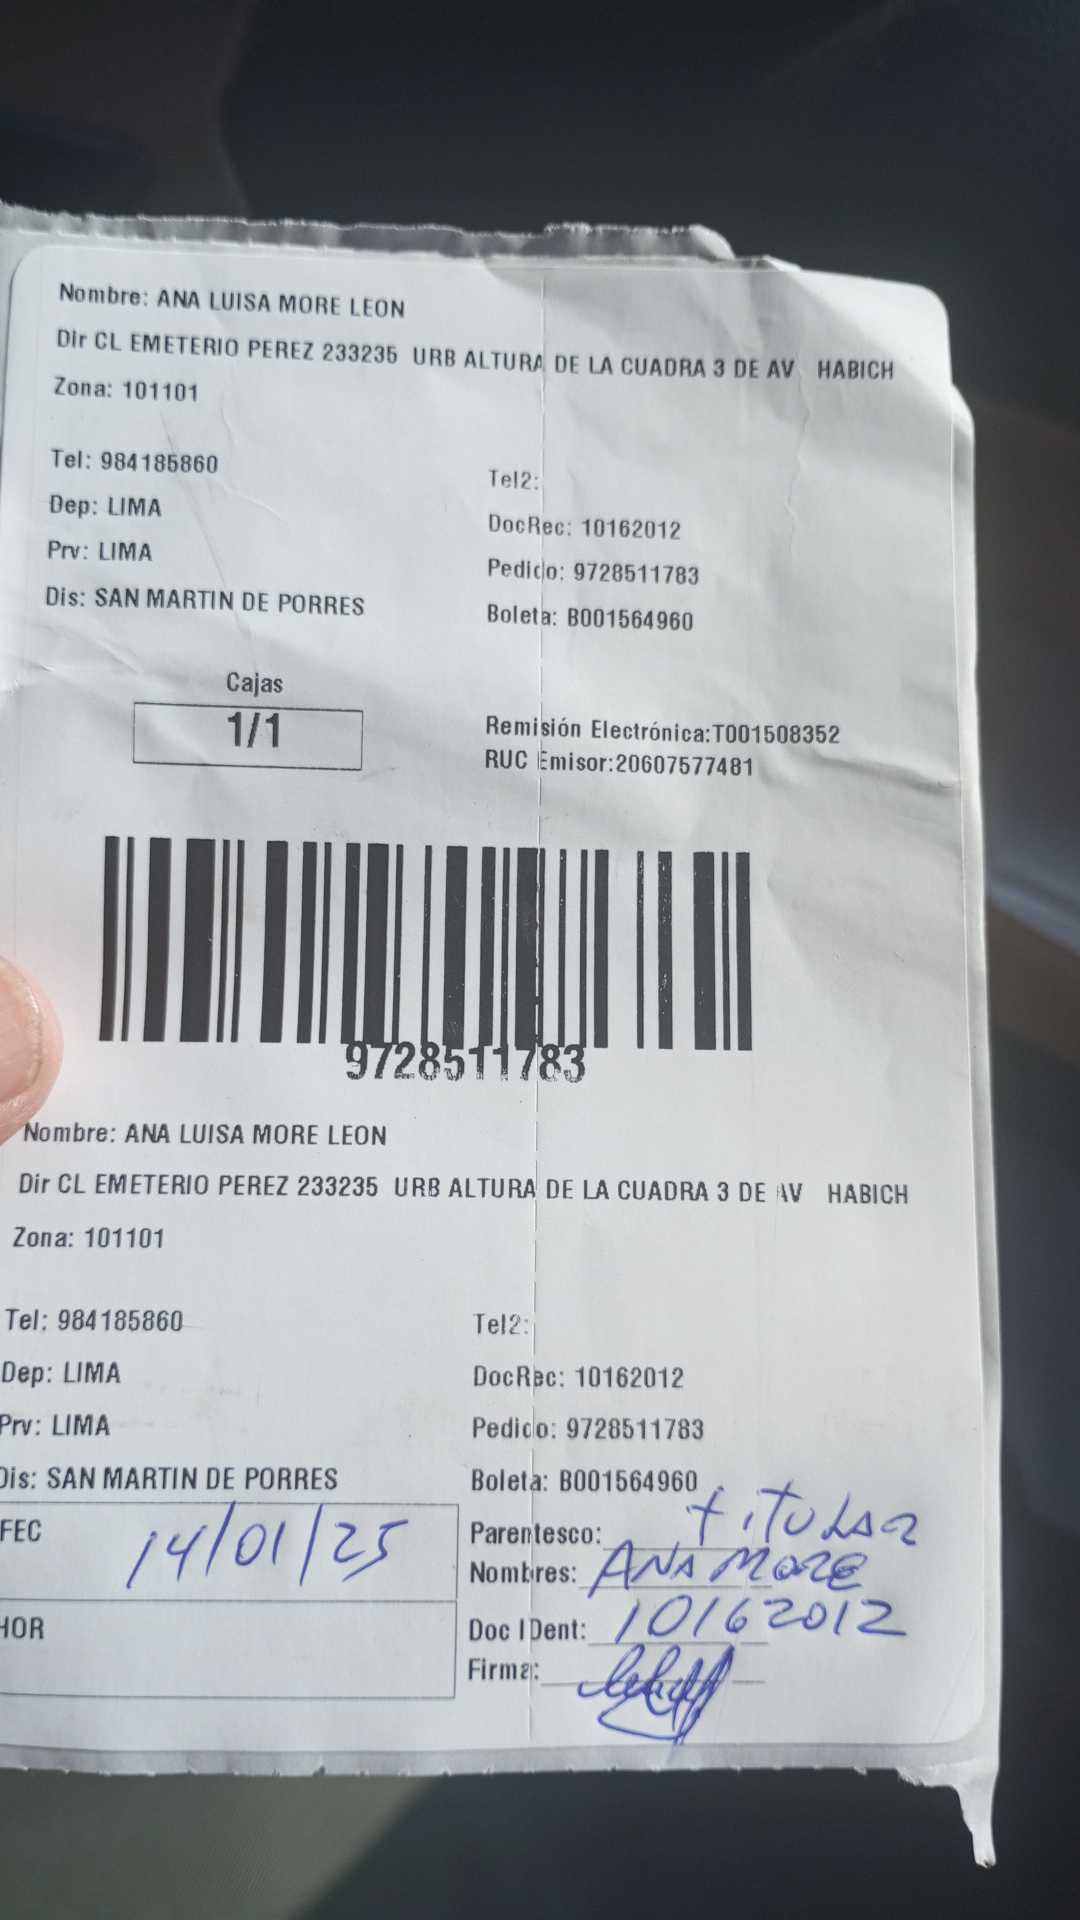 Nombre: ANA LUISA MORE LEON
Dir CL EMETERIO PEREZ 233235 URB ALTURA DE LA CUADRA 3 DE AV HABICH
Zona: 101101
Tel: 984185860
Tel2:
Dep: LIMA
DocRec: 10162012
Prv: LIMA
Pedido: 9728511783
Dis: SAN MARTIN DE PORRES
Boleta: B001564960
Cajas
1/1
Remisión Electrónica:T001508352
RUC Emisor:20607577481
9728511783
Nombre: ANA LUISA MORE LEON
Dir CL EMETERIO PEREZ 233235 URB ALTURA DE LA CUADRA 3 DE AV HABICH
Zona: 101101
Tel: 984185860
Tel2:
Dep: LIMA
DocRec: 10162012
Prv: LIMA
Pedido: 9728511783
Dis: SAN MARTIN DE PORRES
Boleta: B001564960
FEC 14/01/25
Parentesco: TITULAR
Nombres: ANA MORE
HOR
Doc IDent: 10162012
Firma: